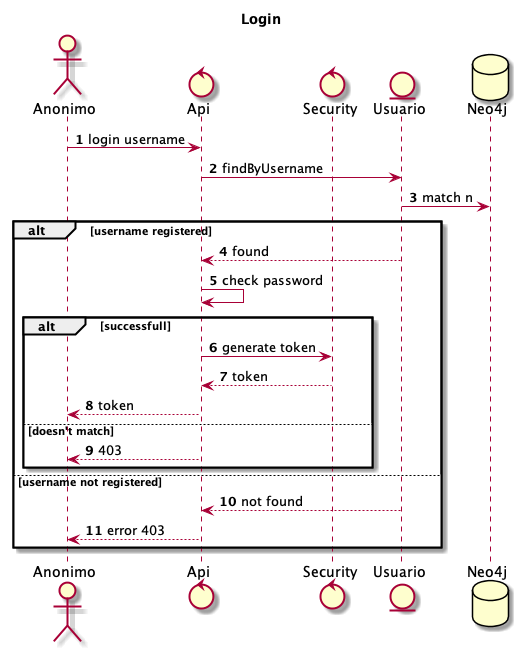 Login
Anonimo Api Security Usuario Neo4j
1 login username
2 findByUsername
3 match n
alt [username registered]
4 found
5 check password
alt [successfull]
6 generate token
7 token
8 token
[doesn't match]
9 403
[username not registered]
10 not found
11 error 403
Anonimo Api Security Usuario Neo4j